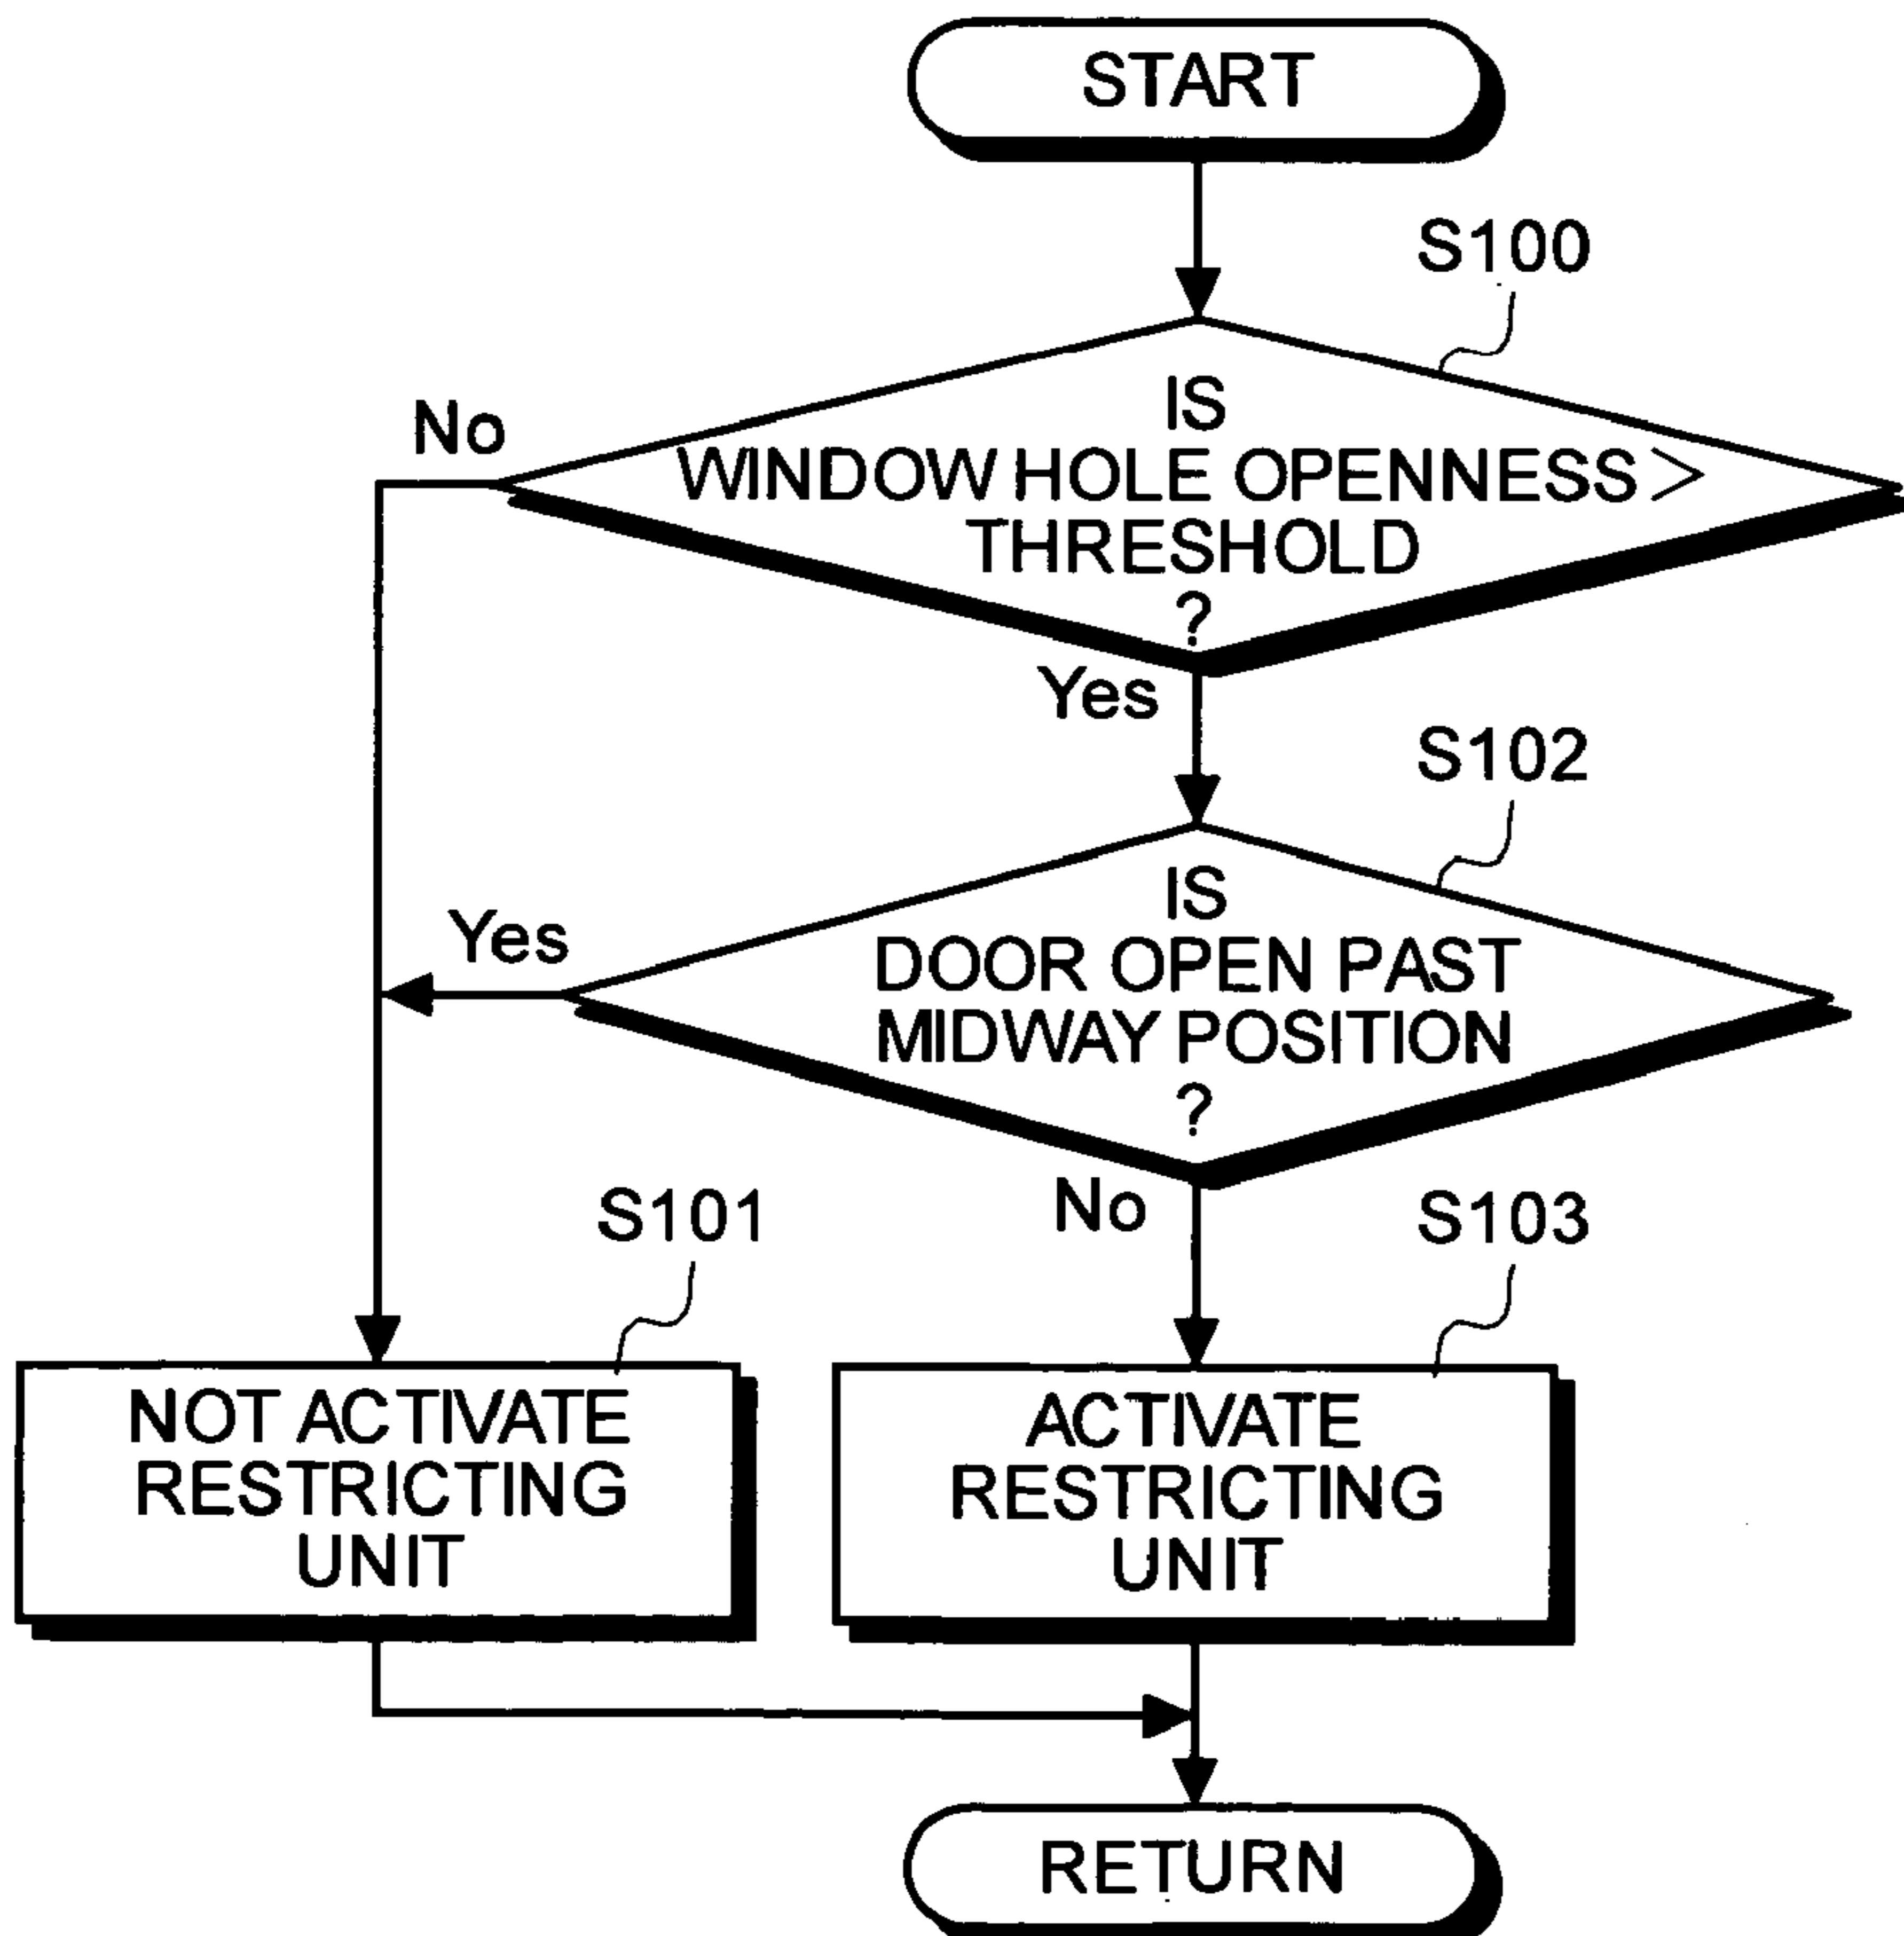 START
S100
No
IS
WINDOW HOLE OPENNESS >
THRESHOLD
?
Yes
S102
Yes
IS
DOOR OPEN PAST
MIDWAY POSITION
?
No
S101
S103
NOT ACTIVATE
RESTRICTING
UNIT
ACTIVATE
RESTRICTING
UNIT
RETURN